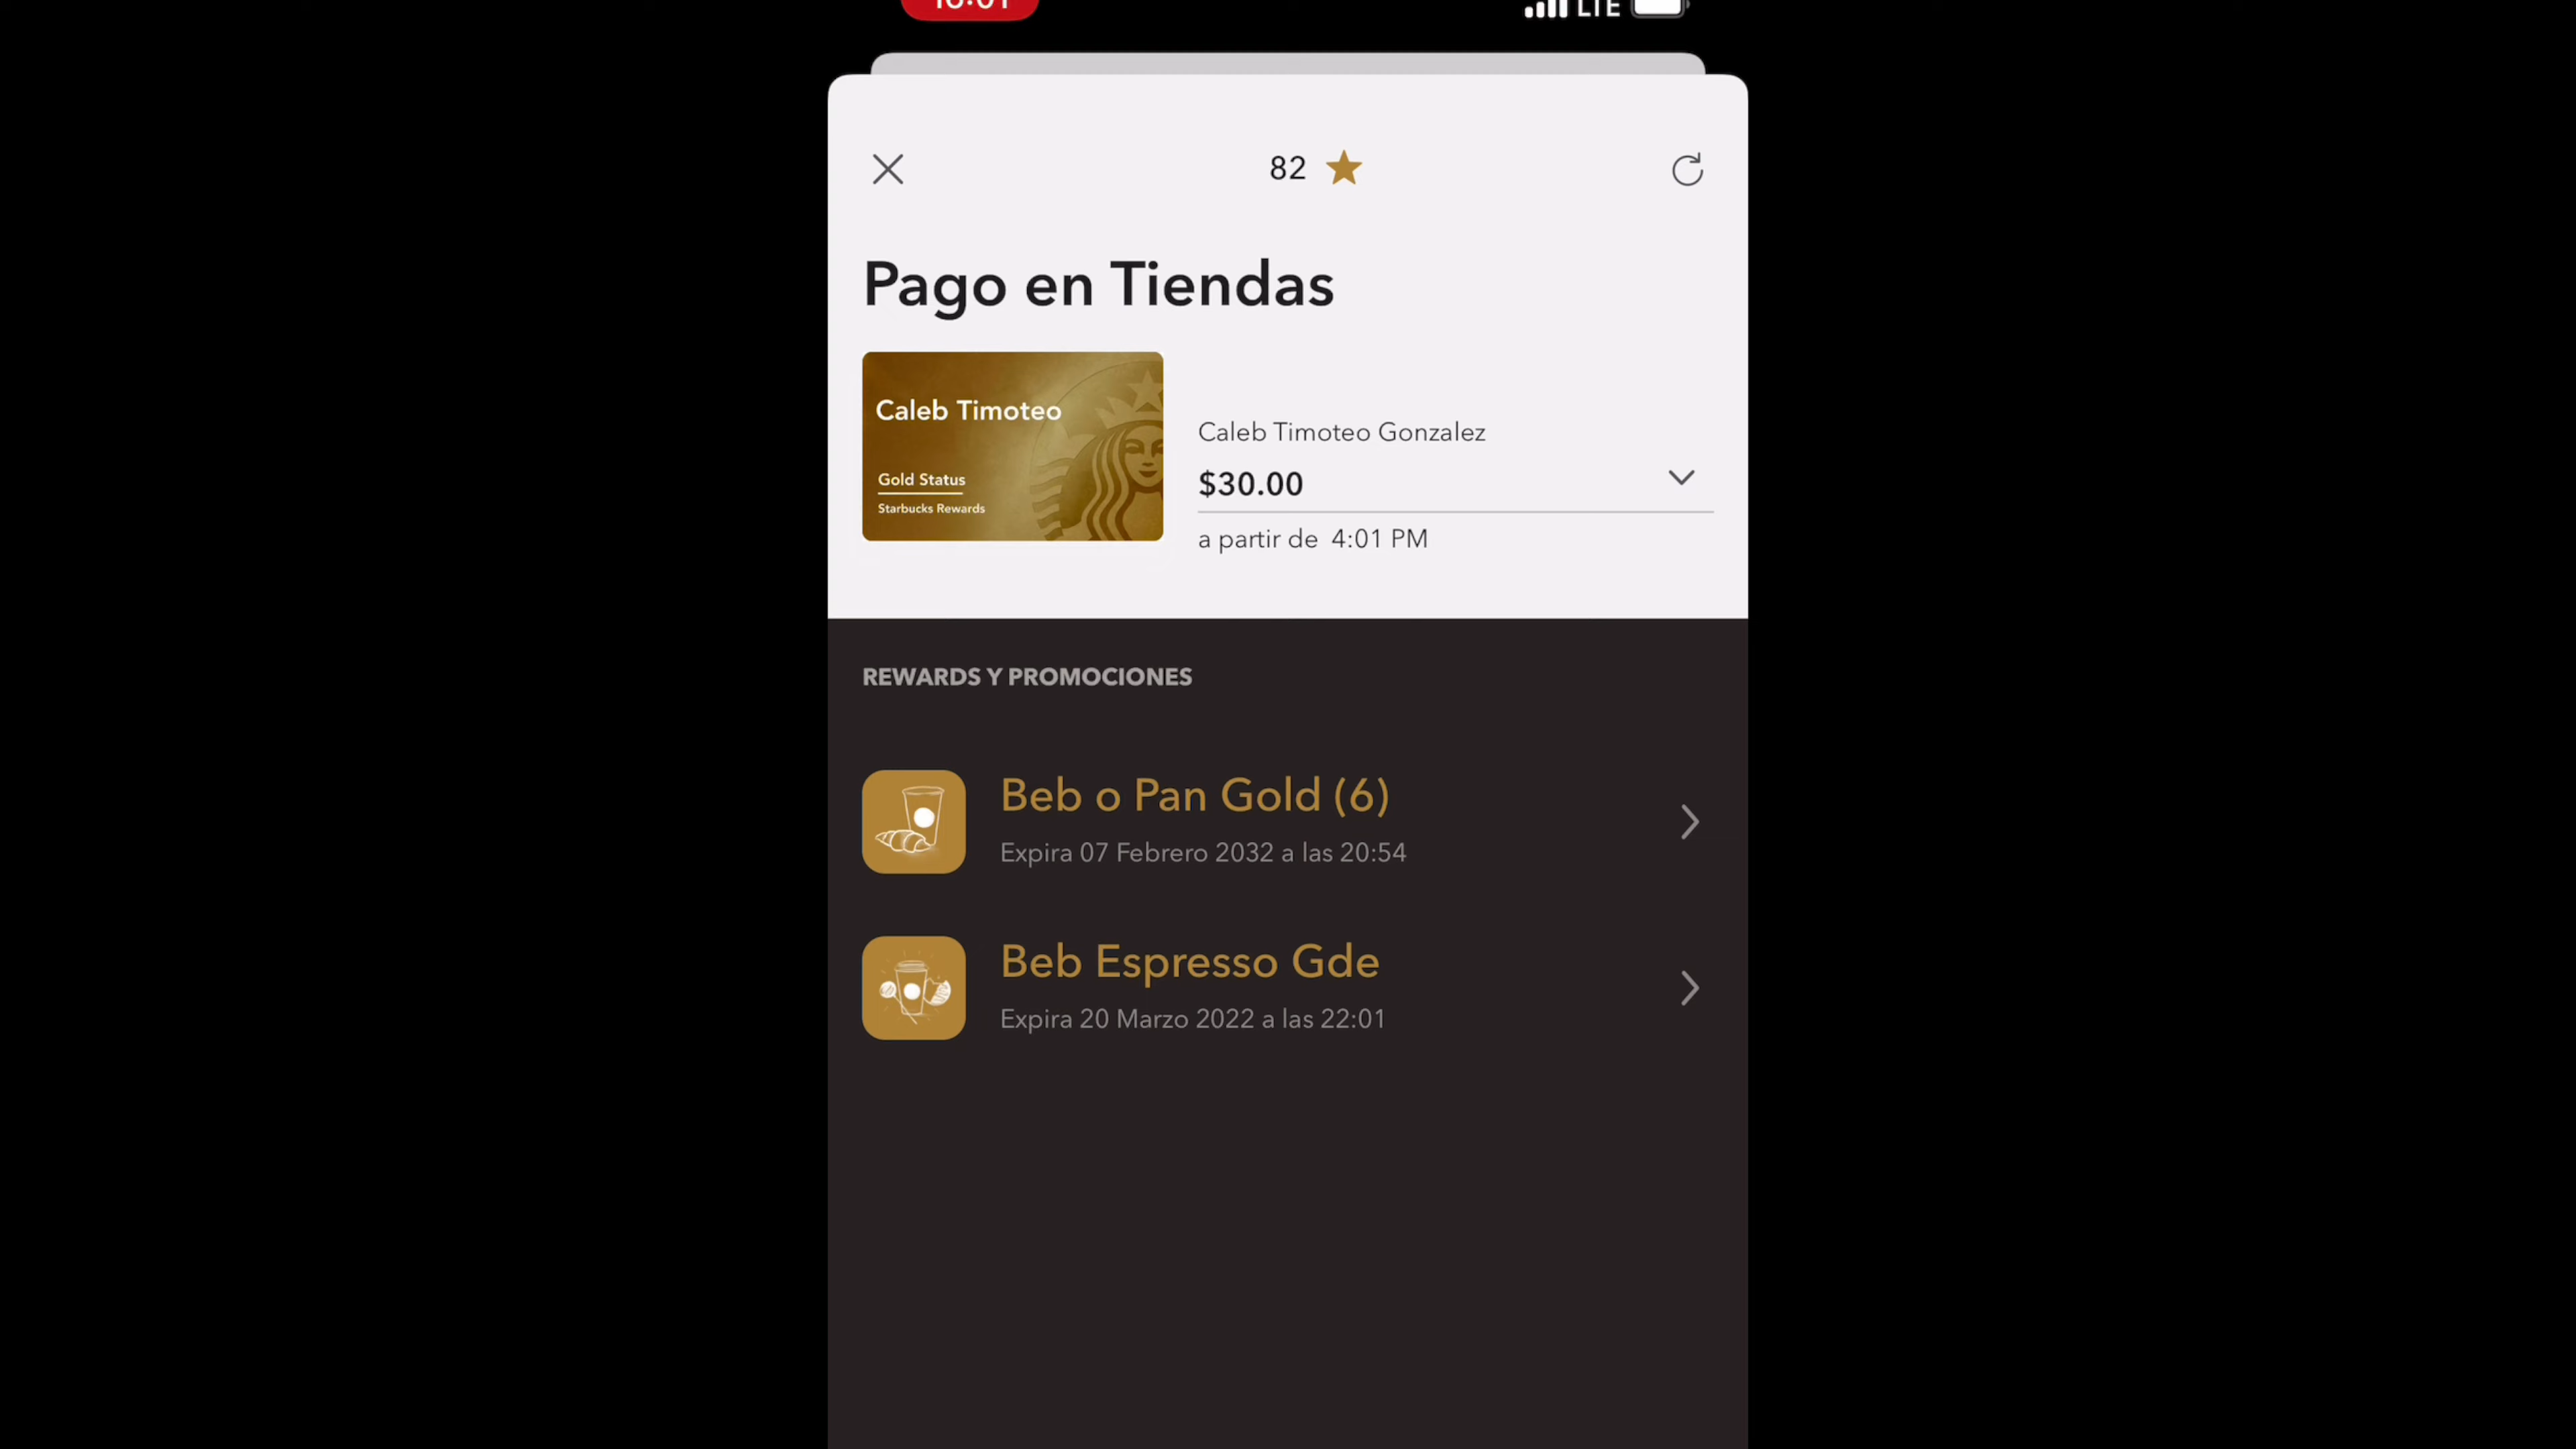 LTE
82
Pago en Tiendas
Caleb Timoteo
Gold Status
Starbucks Rewards
Caleb Timoteo Gonzalez
$30.00
a partir de 4:01 PM
REWARDS Y PROMOCIONES
Beb o Pan Gold (6)
Expira 07 Febrero 2032 a las 20:54
Beb Espresso Gde
Expira 20 Marzo 2022 a las 22:01